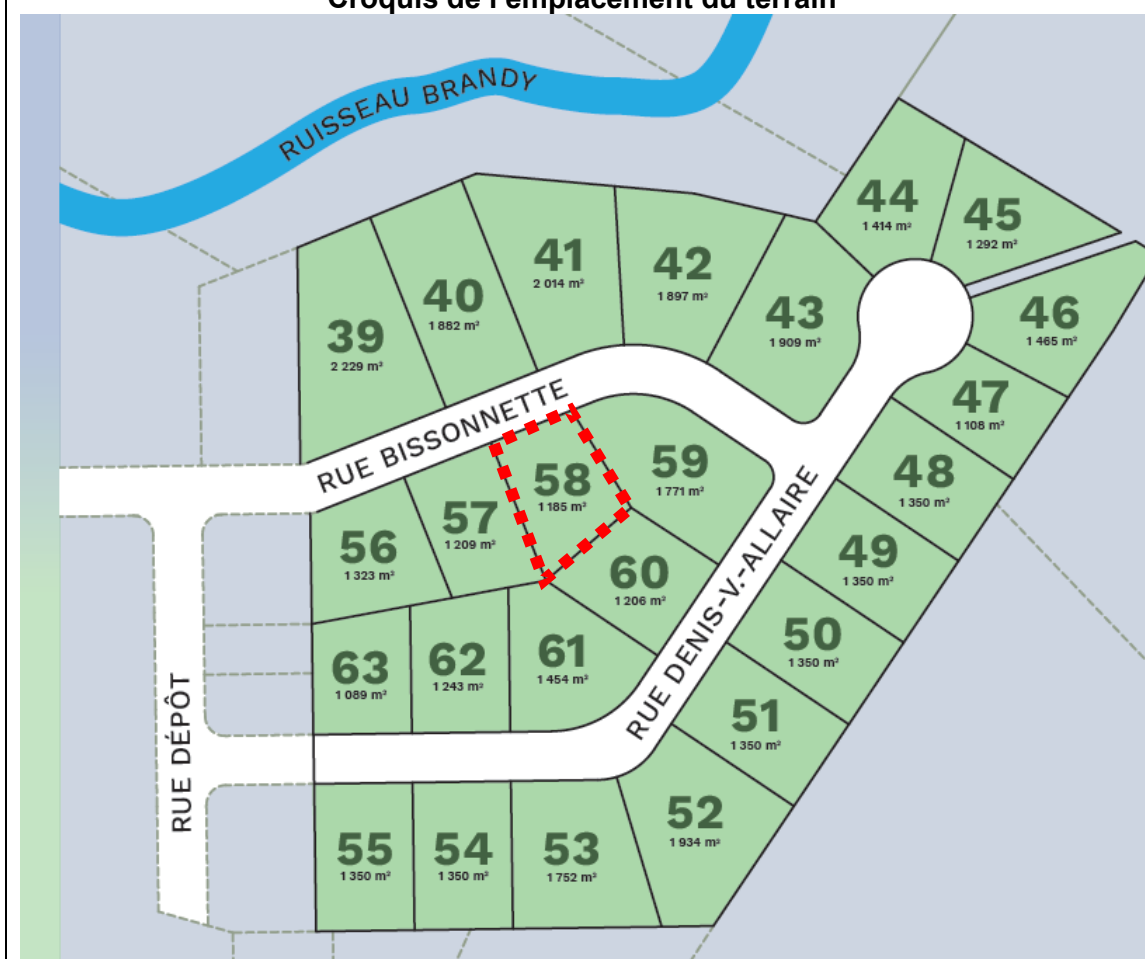 Croquis de l'emplacement du terrain
RUISSEAU BRANDY
44
1 414 m²
45
1 292 m²
41
2 014 m²
42
1 897 m²
40
1 882 m²
43
1 909 m²
46
1 465 m²
39
2 229 m²
47
1 108 m²
RUE BISSONNETTE
59
1 771 m²
48
1 350 m²
58
1 185 m²
57
1 209 m²
56
1 323 m²
49
1 350 m²
60
1 206 m²
RUE DENIS-V.-ALLAIRE
50
1 350 m²
63
1 089 m²
62
1 243 m²
61
1 454 m²
51
1 350 m²
RUE DÉPÔT
52
1 934 m²
55
1 350 m²
54
1 350 m²
53
1 752 m²